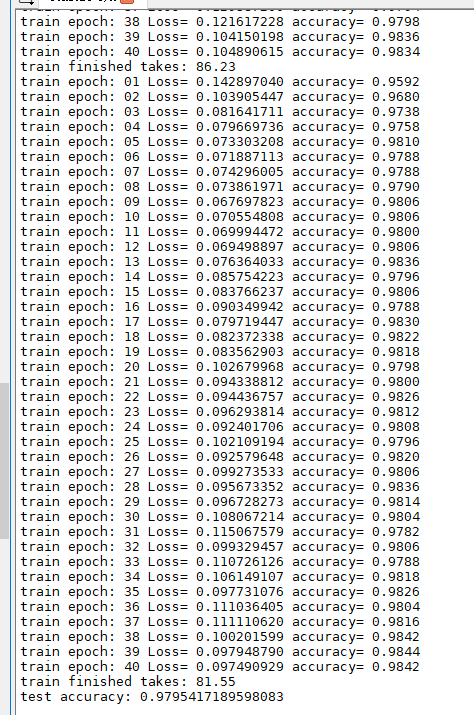 train epoch: 38 Loss= 0.121617228 accuracy= 0.9798
train epoch: 39 Loss= 0.104150198 accuracy= 0.9836
train epoch: 40 Loss= 0.104890615 accuracy= 0.9834
train finished takes: 86.23
train epoch: 01 Loss= 0.142897040 accuracy= 0.9592
train epoch: 02 Loss= 0.103905447 accuracy= 0.9680
train epoch: 03 Loss= 0.081641711 accuracy= 0.9738
train epoch: 04 Loss= 0.079669736 accuracy= 0.9758
train epoch: 05 Loss= 0.073303208 accuracy= 0.9810
train epoch: 06 Loss= 0.071887113 accuracy= 0.9788
train epoch: 07 Loss= 0.074296005 accuracy= 0.9788
train epoch: 08 Loss= 0.073861971 accuracy= 0.9790
train epoch: 09 Loss= 0.067697823 accuracy= 0.9806
train epoch: 10 Loss= 0.070554808 accuracy= 0.9806
train epoch: 11 Loss= 0.069994472 accuracy= 0.9800
train epoch: 12 Loss= 0.069498897 accuracy= 0.9806
train epoch: 13 Loss= 0.076364033 accuracy= 0.9836
train epoch: 14 Loss= 0.085754223 accuracy= 0.9796
train epoch: 15 Loss= 0.083766237 accuracy= 0.9806
train epoch: 16 Loss= 0.090349942 accuracy= 0.9788
train epoch: 17 Loss= 0.079719447 accuracy= 0.9830
train epoch: 18 Loss= 0.082372338 accuracy= 0.9822
train epoch: 19 Loss= 0.083562903 accuracy= 0.9818
train epoch: 20 Loss= 0.102679968 accuracy= 0.9798
train epoch: 21 Loss= 0.094338812 accuracy= 0.9800
train epoch: 22 Loss= 0.094436757 accuracy= 0.9826
train epoch: 23 Loss= 0.096293814 accuracy= 0.9812
train epoch: 24 Loss= 0.092401706 accuracy= 0.9808
train epoch: 25 Loss= 0.102109194 accuracy= 0.9796
train epoch: 26 Loss= 0.092579648 accuracy= 0.9820
train epoch: 27 Loss= 0.099273533 accuracy= 0.9806
train epoch: 28 Loss= 0.095673352 accuracy= 0.9836
train epoch: 29 Loss= 0.096728273 accuracy= 0.9814
train epoch: 30 Loss= 0.108067214 accuracy= 0.9804
train epoch: 31 Loss= 0.115067579 accuracy= 0.9782
train epoch: 32 Loss= 0.099329457 accuracy= 0.9806
train epoch: 33 Loss= 0.110726126 accuracy= 0.9788
train epoch: 34 Loss= 0.106149107 accuracy= 0.9818
train epoch: 35 Loss= 0.097731076 accuracy= 0.9826
train epoch: 36 Loss= 0.111036405 accuracy= 0.9804
train epoch: 37 Loss= 0.111110620 accuracy= 0.9816
train epoch: 38 Loss= 0.100201599 accuracy= 0.9842
train epoch: 39 Loss= 0.097948790 accuracy= 0.9844
train epoch: 40 Loss= 0.097490929 accuracy= 0.9842
train finished takes: 81.55
test accuracy: 0.9795417189598083